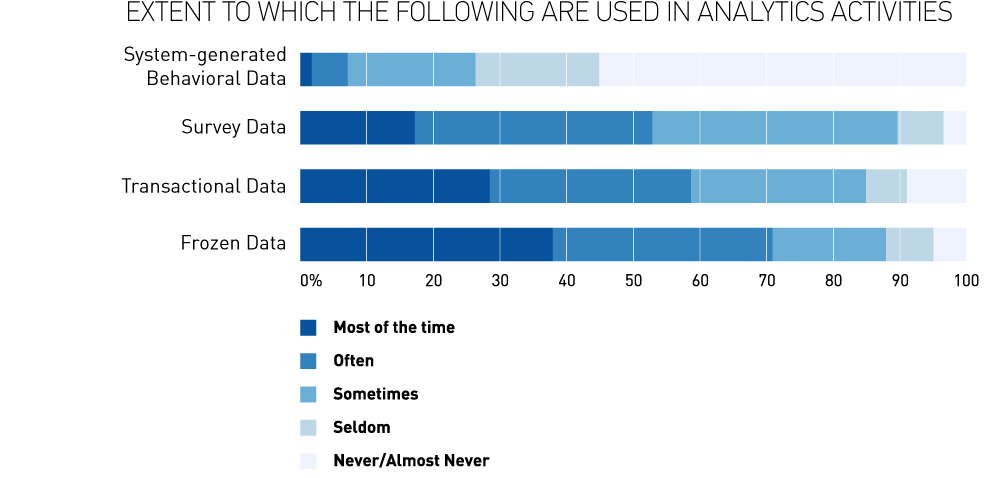 EXTENT TO WHICH THE FOLLOWING ARE USED IN ANALYTICS ACTIVITIES
System-generated
Behavioral Data
Survey Data
Transactional Data
Frozen Data
0% 10 20 30 40 50 60 70 80 90 100
Most of the time
Often
Sometimes
Seldom
Never/Almost Never